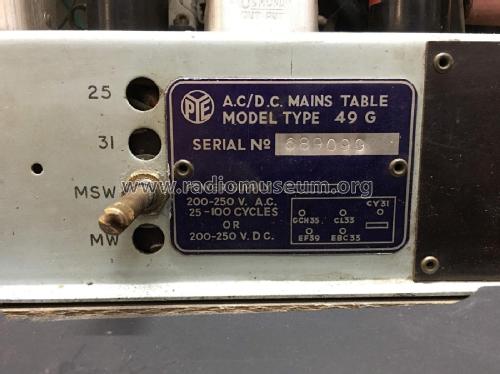 25
31
MSW
MW
PYE
A.C/D.C. MAINS TABLE
MODEL TYPE 49 G
SERIAL Nº
www.radiomuseum.org
200-250 V. A.C.
25-100 CYCLES
OR
200-250 V. D.C.
CY31
CCH35 CL33
EF39 EBC33